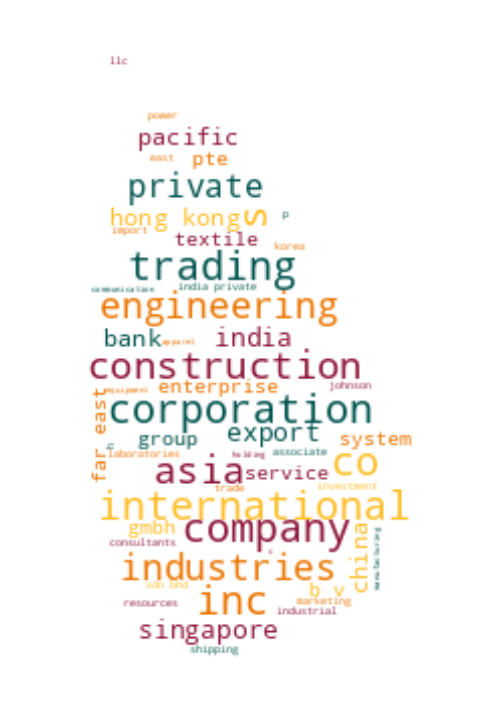 llc
power
pacific
east pte
private
hong kong s p
import
textile
korea
trading
communication india private
engineering
bank apparel india
construction
equipment enterprise johnson
far east
corporation
c group export system
laboratories holding associate co
asia service
trade investment
international
gmbh company
consultants c china manufacturing
industries
sdn bhd b v
resources inc marketing
industrial
singapore
shipping